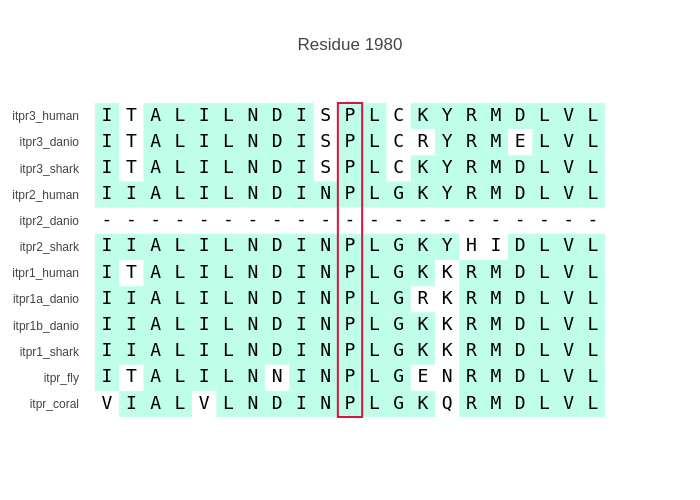 Residue 1980
itpr3_human I T A L I L N D I S P L C K Y R M D L V L
itpr3_danio I T A L I L N D I S P L C R Y R M E L V L
itpr3_shark I T A L I L N D I S P L C K Y R M D L V L
itpr2_human I I A L I L N D I N P L G K Y R M D L V L
itpr2_danio - - - - - - - - - - - - - - - - - - - - -
itpr2_shark I I A L I L N D I N P L G K Y H I D L V L
itpr1_human I T A L I L N D I N P L G K K R M D L V L
itpr1a_danio I I A L I L N D I N P L G R K R M D L V L
itpr1b_danio I I A L I L N D I N P L G K K R M D L V L
itpr1_shark I I A L I L N D I N P L G K K R M D L V L
itpr_fly I T A L I L N N I N P L G E N R M D L V L
itpr_coral V I A L V L N D I N P L G K Q R M D L V L